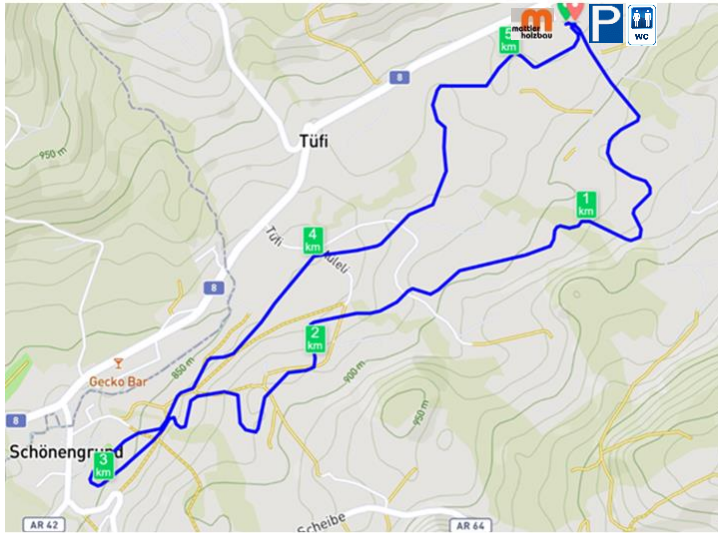 m
mattler
holzbau
P
WC
5
km
8
950 m
Tüfi
1
km
4
km
Tüfi
8
2
km
850 m
900 m
Gecko Bar
950 m
8
Schönengrund
3
km
Scheibe
AR 42
AR 64